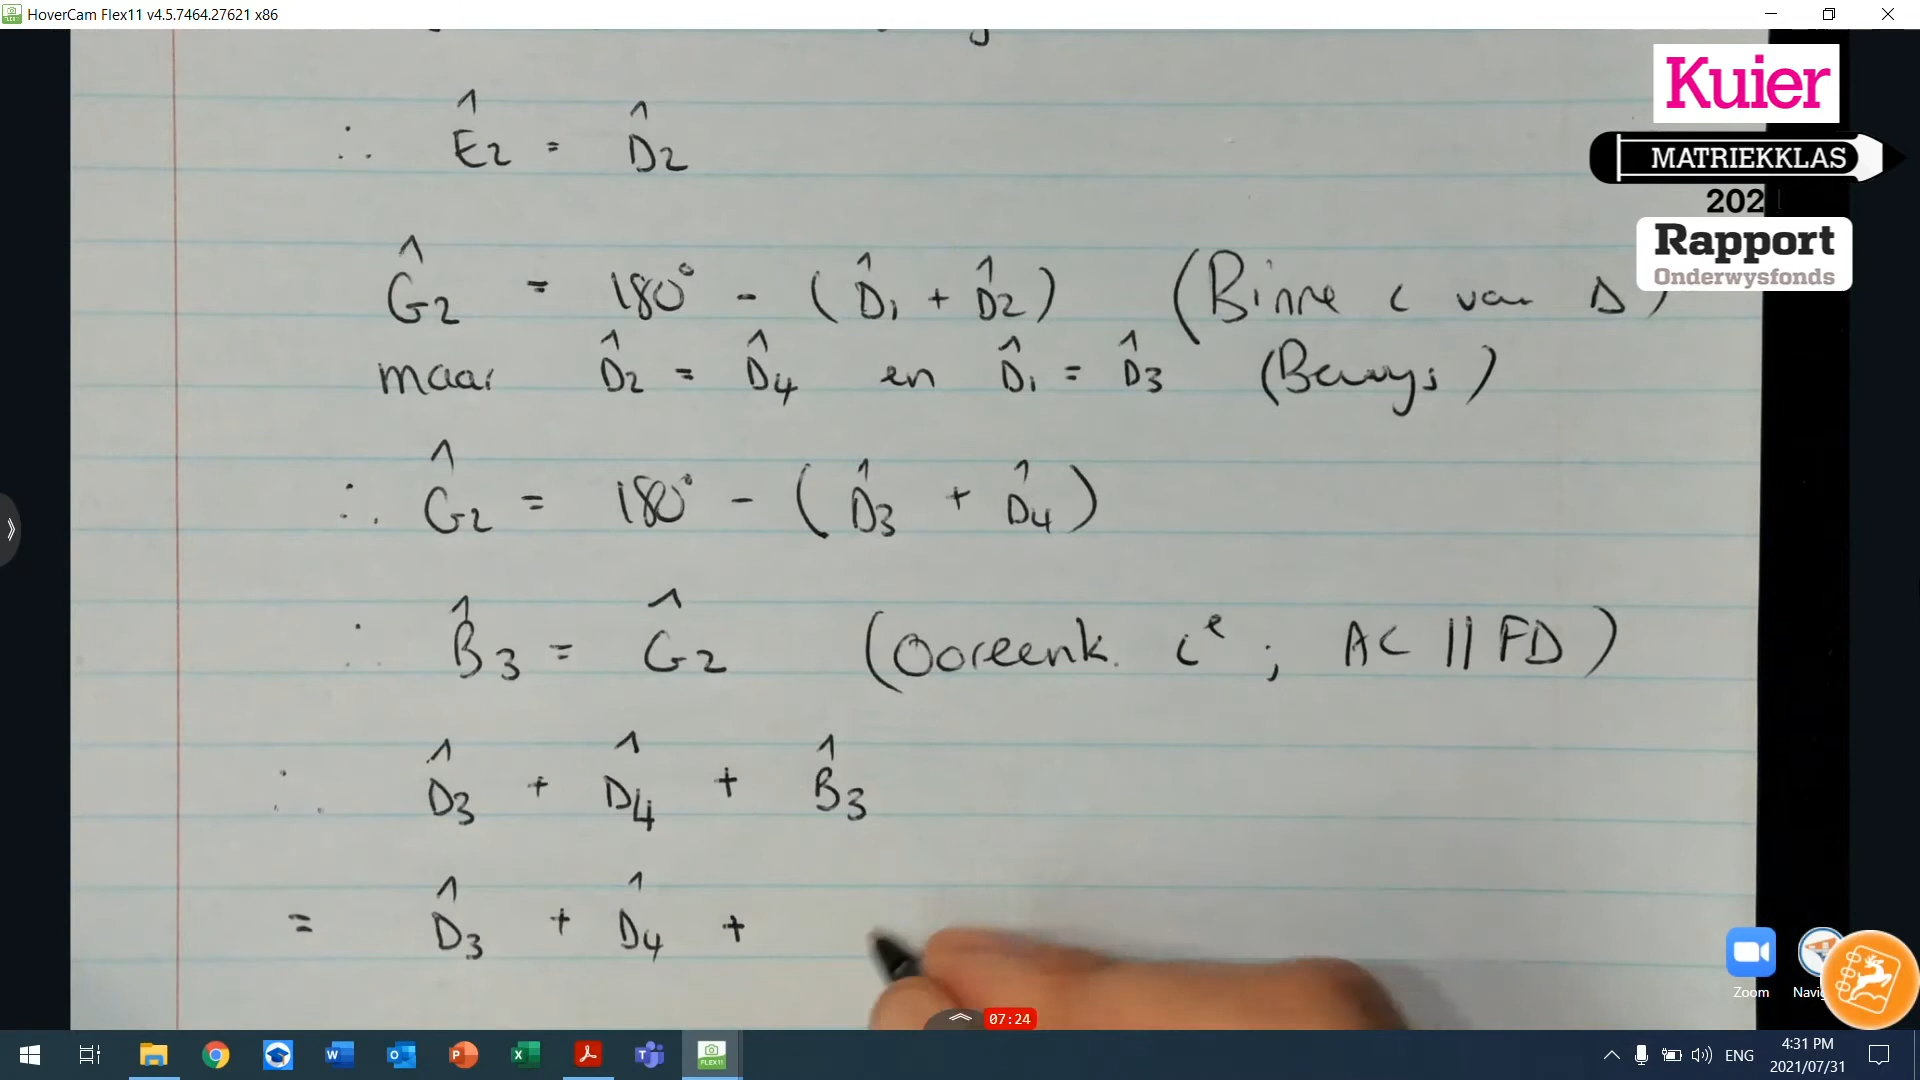 HoverCam Flex11 v4.5.7464.27621 x86
Kuier
MATRIEKKLAS
202
Rapport
Onderwysfonds
∴ Ê2 = D̂2
Ĝ2 = 180° - (D̂1 + D̂2) (Binne ∠ van Δ)
maar D̂2 = D̂4 en D̂1 = D̂3 (Bewys)
∴ Ĝ2 = 180° - (D̂3 + D̂4)
∴ B̂3 = Ĝ2 (Ooreenk. ∠e ; AC || FD)
∴ D̂3 + D̂4 + B̂3
= D̂3 + D̂4 +
Zoom
07:24
ENG
4:31 PM
2021/07/31